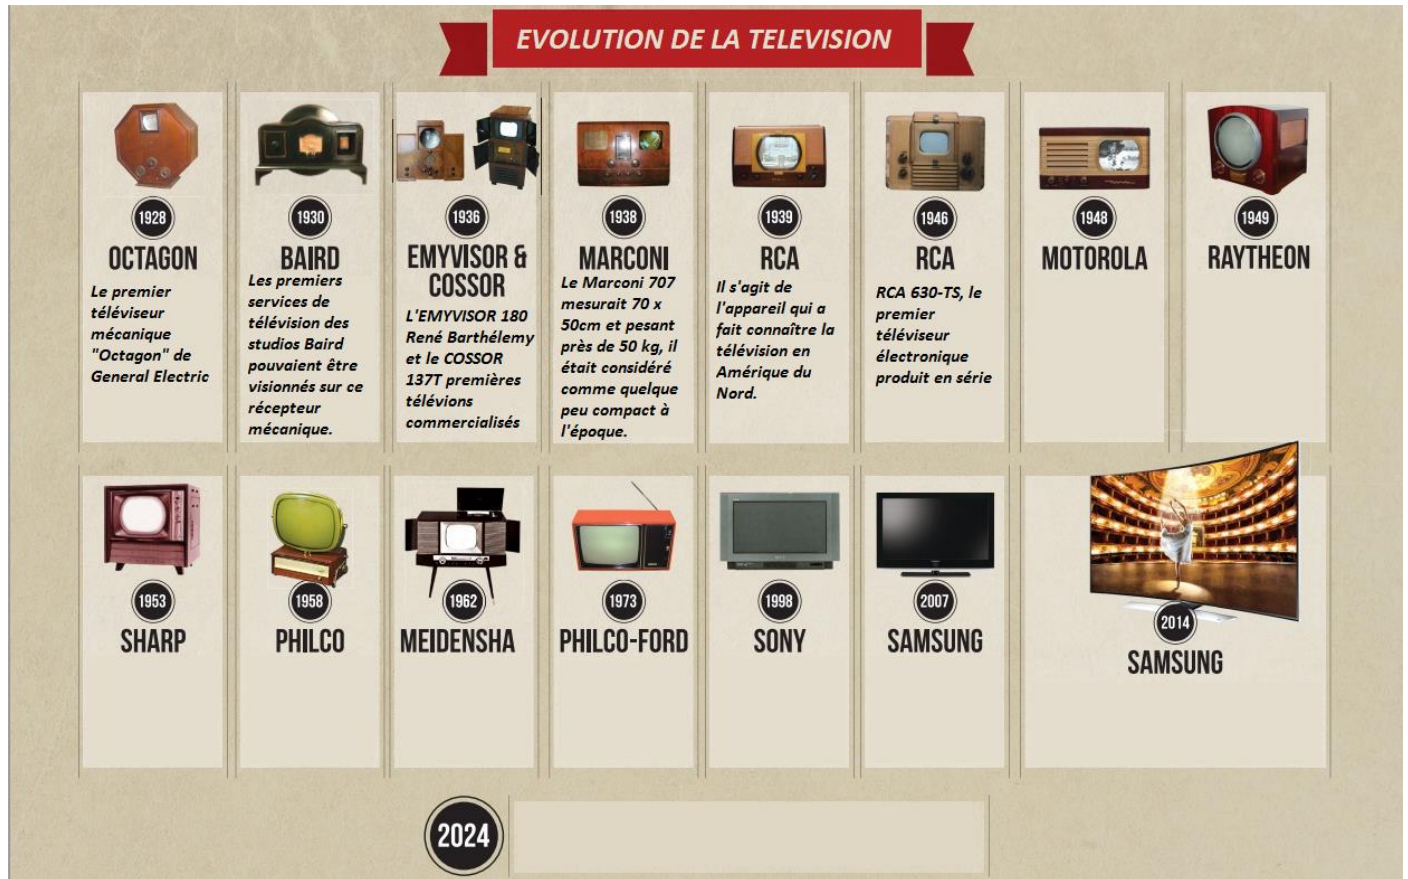 EVOLUTION DE LA TELEVISION
1928
OCTAGON
Le premier
téléviseur
mécanique
"Octagon" de
General Electric
1930
BAIRD
Les premiers
services de
télévision des
studios Baird
pouvaient être
visionnés sur ce
récepteur
mécanique.
1936
EMYVISOR &
COSSOR
L'EMYVISOR 180
René Barthélemy
et le COSSOR
137T premières
télévions
commercialisés
1938
MARCONI
Le Marconi 707
mesurait 70 x
50cm et pesant
près de 50 kg, il
était considéré
comme quelque
peu compact à
l'époque.
1939
RCA
Il s'agit de
l'appareil qui a
fait connaître la
télévision en
Amérique du
Nord.
1946
RCA
RCA 630-TS, le
premier
téléviseur
électronique
produit en série
1948
MOTOROLA
1949
RAYTHEON
1953
SHARP
1958
PHILCO
1962
MEIDENSHA
1973
PHILCO-FORD
1998
SONY
2007
SAMSUNG
2014
SAMSUNG
2024